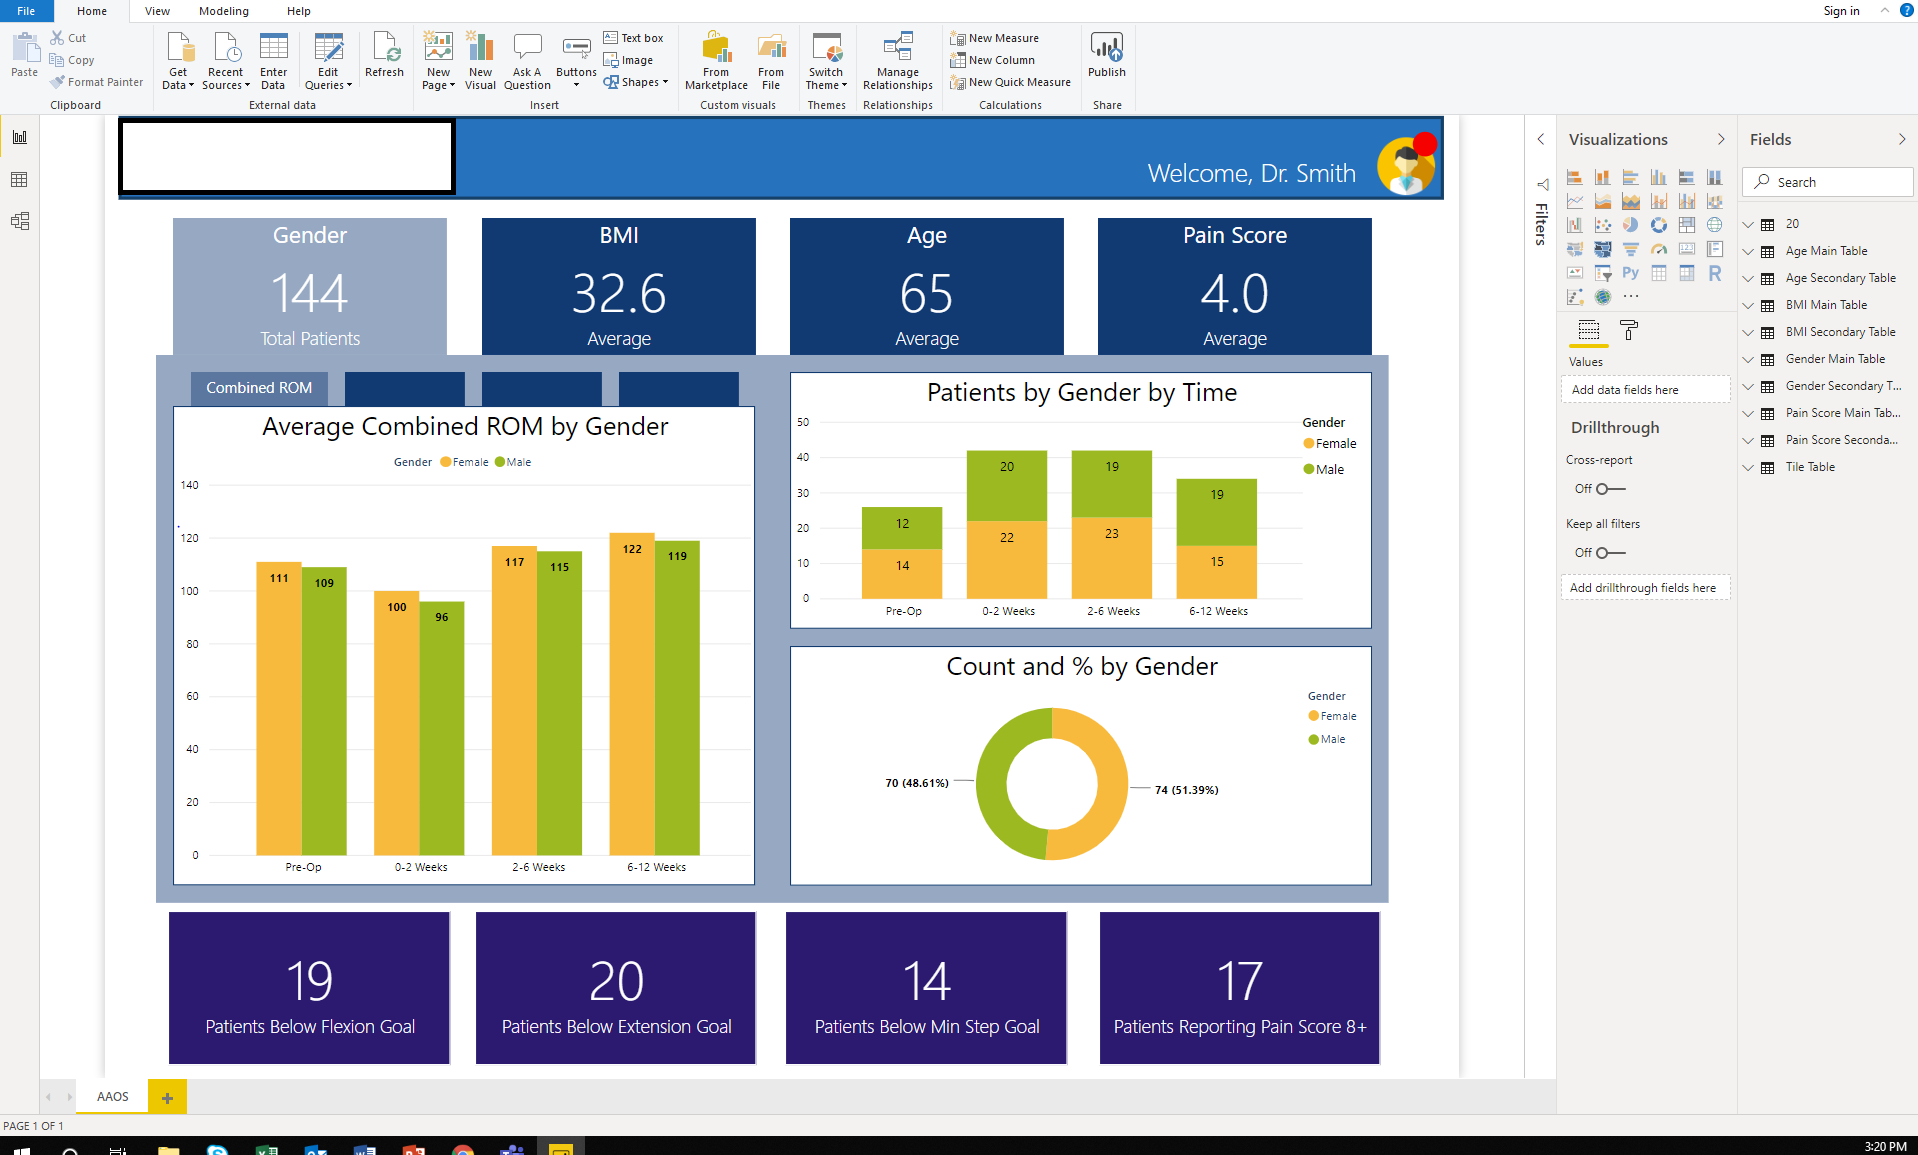 File Home View Modeling Help Sign in
Paste Cut Copy Format Painter
Clipboard
Get Data Recent Sources Enter Data Edit Queries Refresh
External data
New Page New Visual Ask A Question Buttons Text box Image Shapes
Insert
From Marketplace From File
Custom visuals
Switch Theme
Themes
Manage Relationships
Relationships
New Measure
New Column
New Quick Measure
Calculations
Publish
Share
Welcome, Dr. Smith
Gender
144
Total Patients
BMI
32.6
Average
Age
65
Average
Pain Score
4.0
Average
Combined ROM
Average Combined ROM by Gender
Gender Female Male
140
120
100
80
60
40
20
0
111 109 100 96 117 115 122 119
Pre-Op 0-2 Weeks 2-6 Weeks 6-12 Weeks
Patients by Gender by Time
Gender
Female
Male
50
40
30
20
10
0
12 20 19 19
14 22 23 15
Pre-Op 0-2 Weeks 2-6 Weeks 6-12 Weeks
Count and % by Gender
Gender
Female
Male
70 (48.61%)
74 (51.39%)
19
Patients Below Flexion Goal
20
Patients Below Extension Goal
14
Patients Below Min Step Goal
17
Patients Reporting Pain Score 8+
Filters
Visualizations
Py R
Values
Add data fields here
Drillthrough
Cross-report
Off
Keep all filters
Off
Add drillthrough fields here
Fields
Search
20
Age Main Table
Age Secondary Table
BMI Main Table
BMI Secondary Table
Gender Main Table
Gender Secondary T...
Pain Score Main Tab...
Pain Score Seconda...
Tile Table
AAOS
PAGE 1 OF 1
3:20 PM